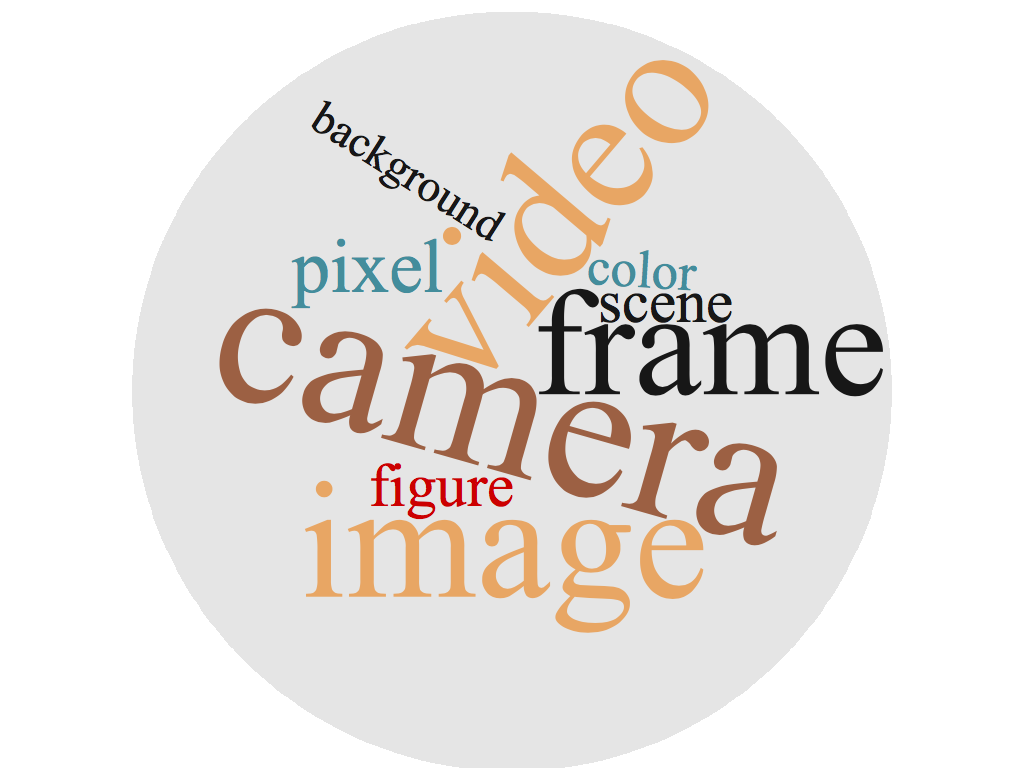 background
video
pixel
color
scene
frame
camera
figure
image